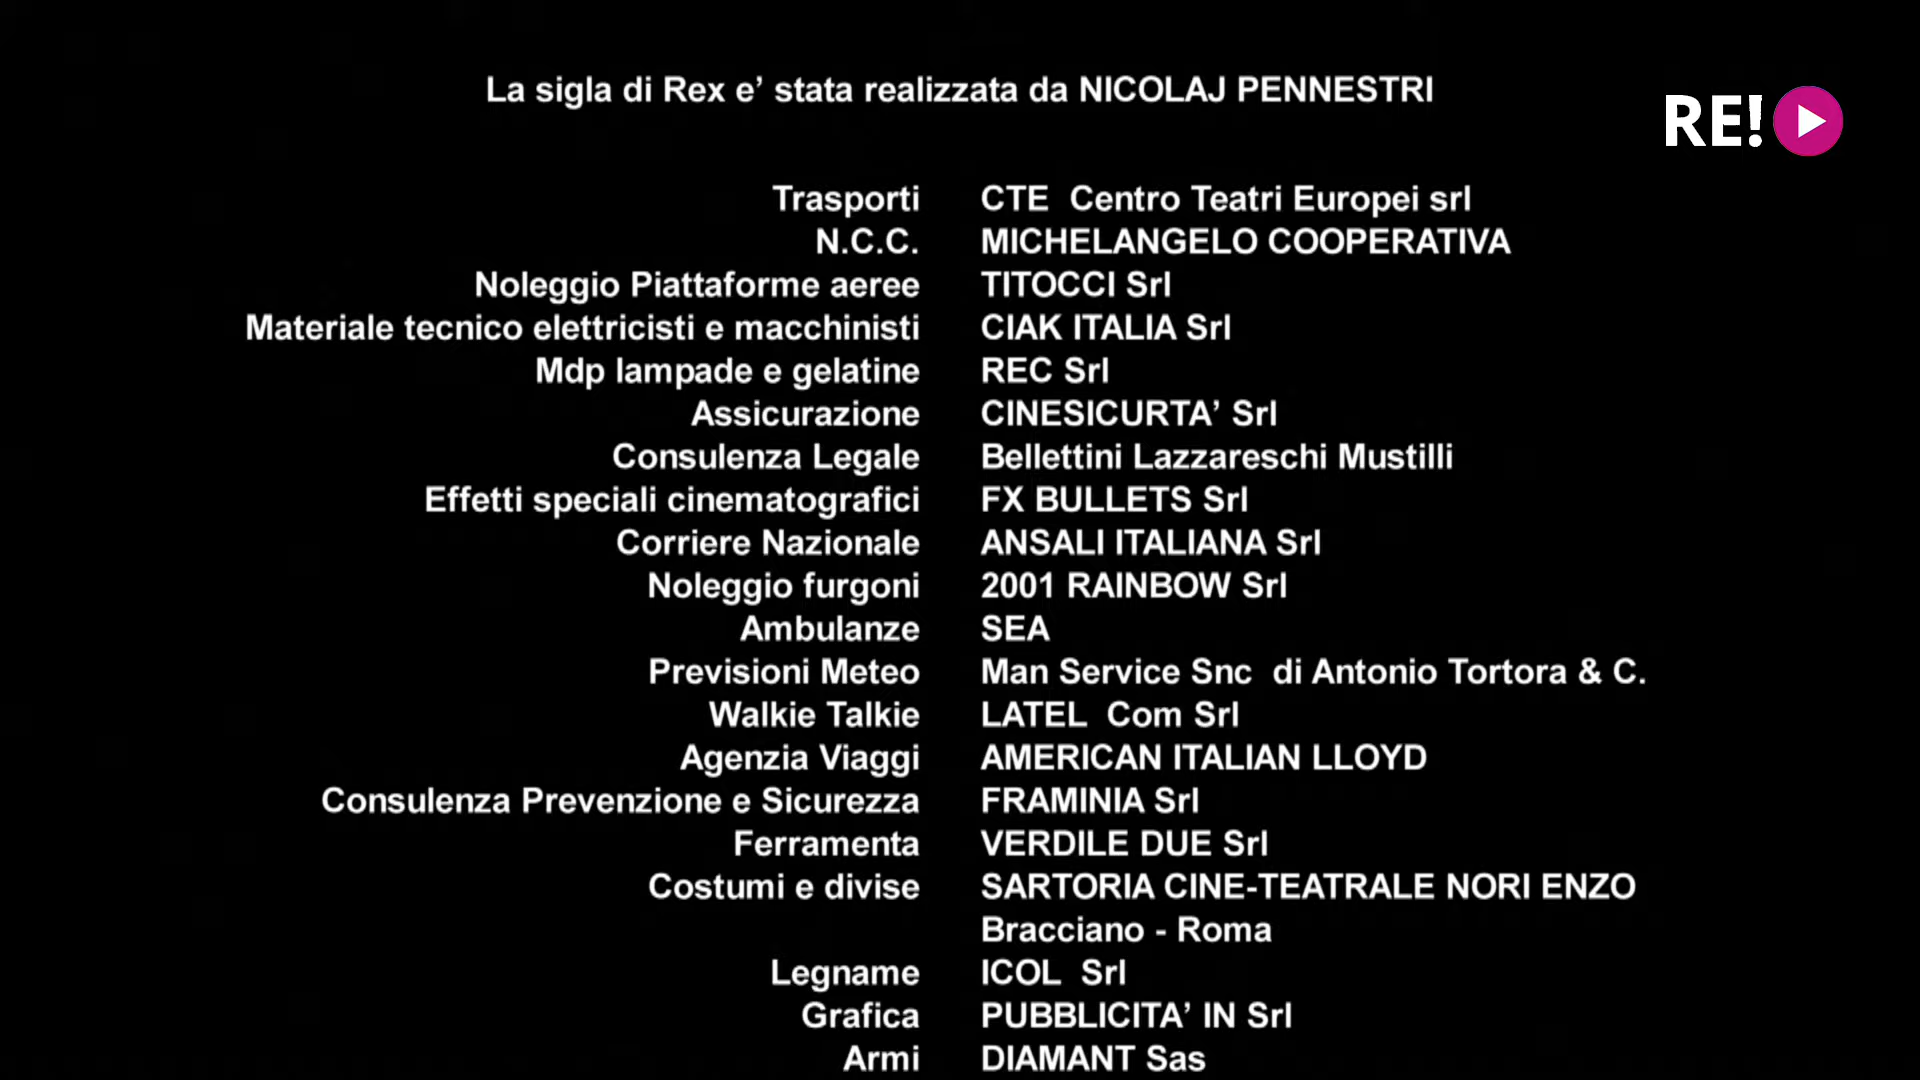 La sigla di Rex e’ stata realizzata da NICOLAJ PENNESTRI
RE!
Trasporti CTE  Centro Teatri Europei srl
N.C.C. MICHELANGELO COOPERATIVA
Noleggio Piattaforme aeree TITOCCI Srl
Materiale tecnico elettricisti e macchinisti CIAK ITALIA Srl
Mdp lampade e gelatine REC Srl
Assicurazione CINESICURTA’ Srl
Consulenza Legale Bellettini Lazzareschi Mustilli
Effetti speciali cinematografici FX BULLETS Srl
Corriere Nazionale ANSALI ITALIANA Srl
Noleggio furgoni 2001 RAINBOW Srl
Ambulanze SEA
Previsioni Meteo Man Service Snc  di Antonio Tortora & C.
Walkie Talkie LATEL  Com Srl
Agenzia Viaggi AMERICAN ITALIAN LLOYD
Consulenza Prevenzione e Sicurezza FRAMINIA Srl
Ferramenta VERDILE DUE Srl
Costumi e divise SARTORIA CINE-TEATRALE NORI ENZO
Bracciano - Roma
Legname ICOL  Srl
Grafica PUBBLICITA’ IN Srl
Armi DIAMANT Sas